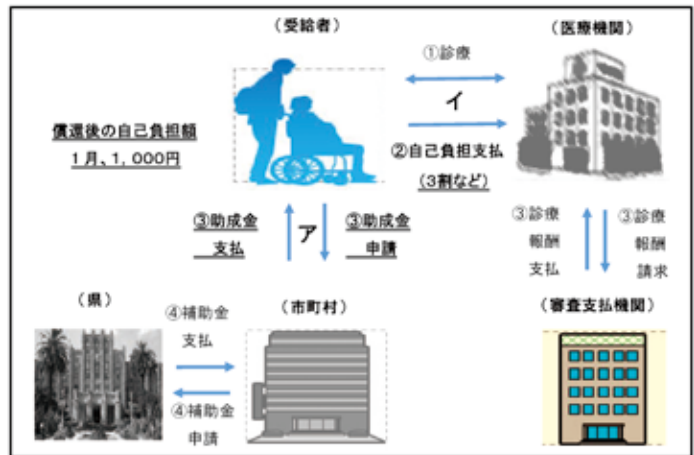 (受給者)
(医療機関)
①診療
イ
償還後の自己負担額
1月、1,000円
②自己負担支払
(3割など)
③助成金
支払
ア
③助成金
申請
③診療
報酬
支払
③診療
報酬
請求
(県)
④補助金
支払
(市町村)
(審査支払機関)
④補助金
申請